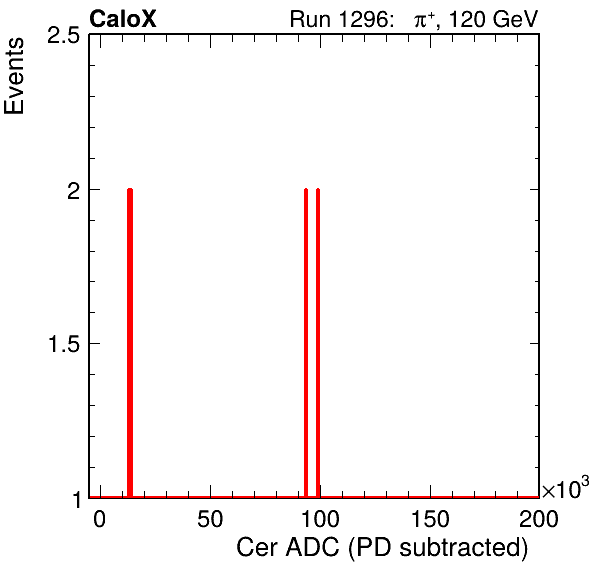 CaloX Run 1296: π⁺, 120 GeV
Events
2.5
2
1.5
1
0 50 100 150 200
×10³
Cer ADC (PD subtracted)